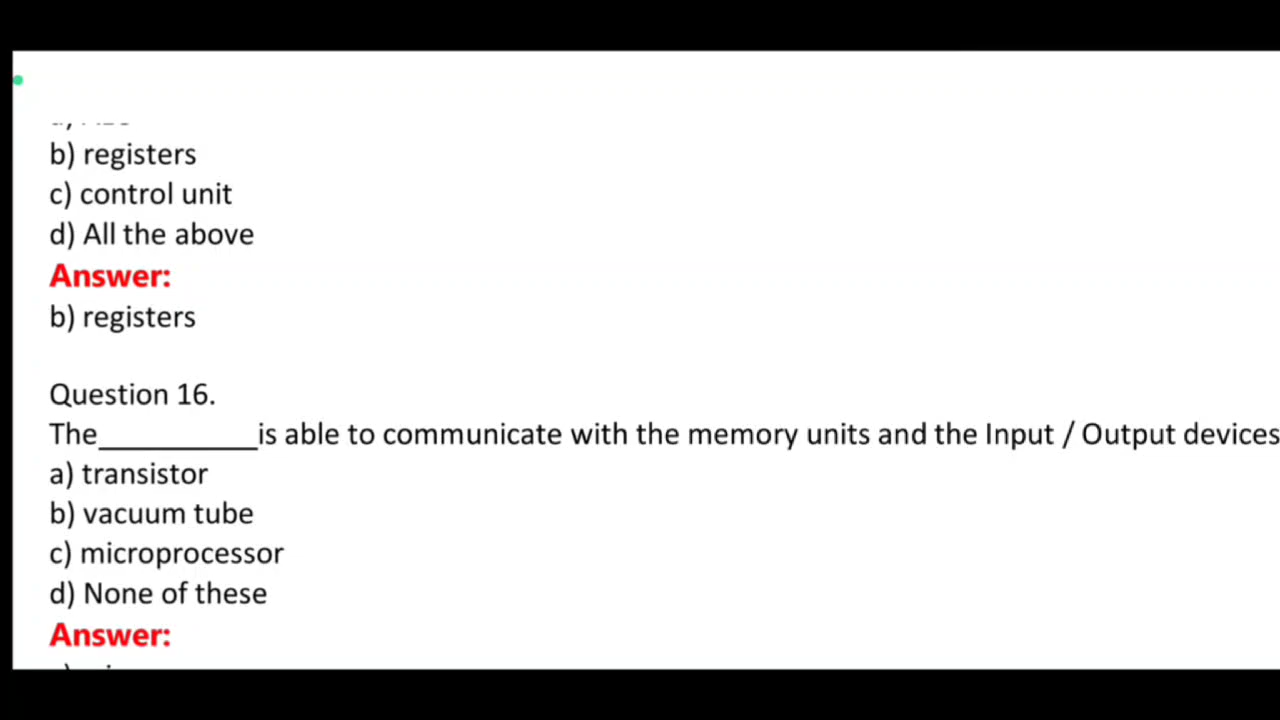 b) registers
c) control unit
d) All the above
Answer:
b) registers
Question 16.
The___________is able to communicate with the memory units and the Input / Output devices
a) transistor
b) vacuum tube
c) microprocessor
d) None of these
Answer: